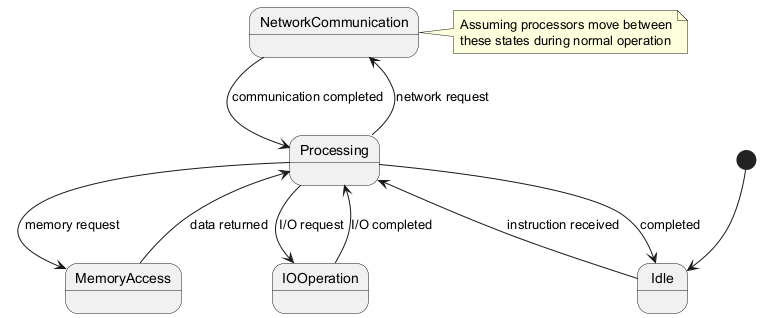 NetworkCommunication
Assuming processors move between
these states during normal operation
communication completed
network request
Processing
memory request
data returned
I/O request
I/O completed
instruction received
completed
MemoryAccess
IOOperation
Idle